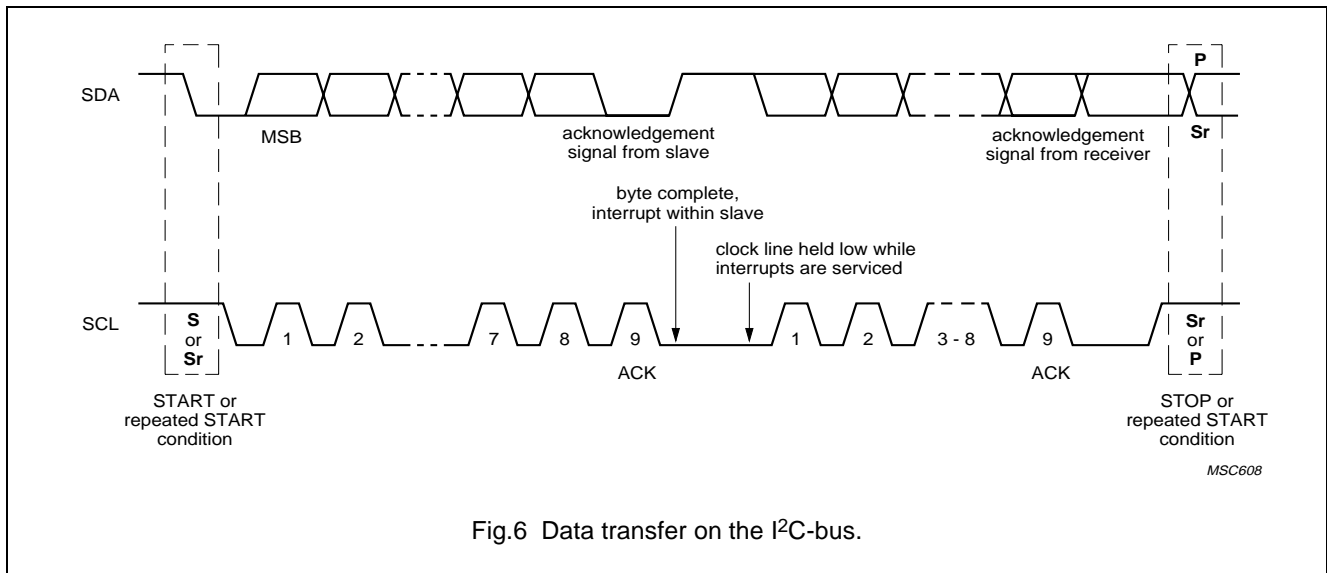 P
SDA
MSB
acknowledgement
signal from slave
acknowledgement
signal from receiver
Sr
byte complete,
interrupt within slave
clock line held low while
interrupts are serviced
SCL
S
or
Sr
1
2
7
8
9
1
2
3 - 8
9
Sr
or
P
ACK
ACK
START or
repeated START
condition
STOP or
repeated START
condition
MSC608
Fig.6 Data transfer on the I²C-bus.